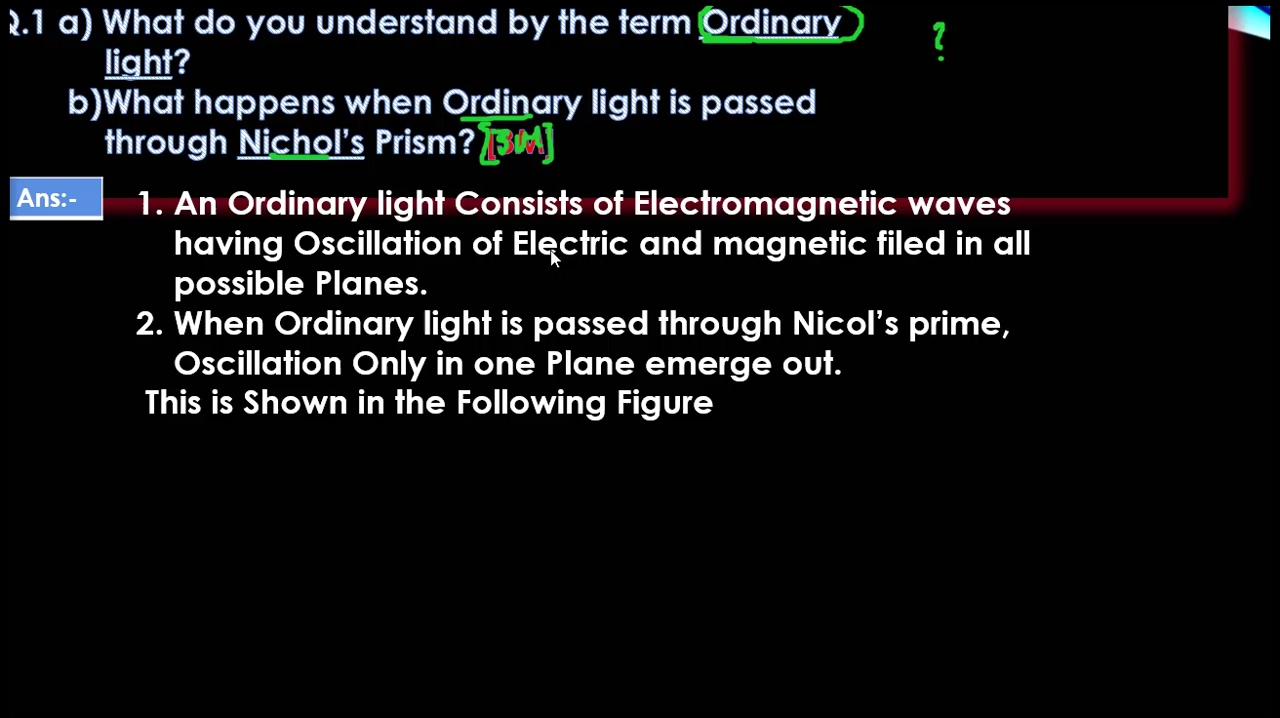 Q.1 a) What do you understand by the term Ordinary ?
light?
b)What happens when Ordinary light is passed
through Nichol's Prism? [3M]
Ans:-
1. An Ordinary light Consists of Electromagnetic waves
having Oscillation of Electric and magnetic filed in all
possible Planes.
2. When Ordinary light is passed through Nicol's prime,
Oscillation Only in one Plane emerge out.
This is Shown in the Following Figure